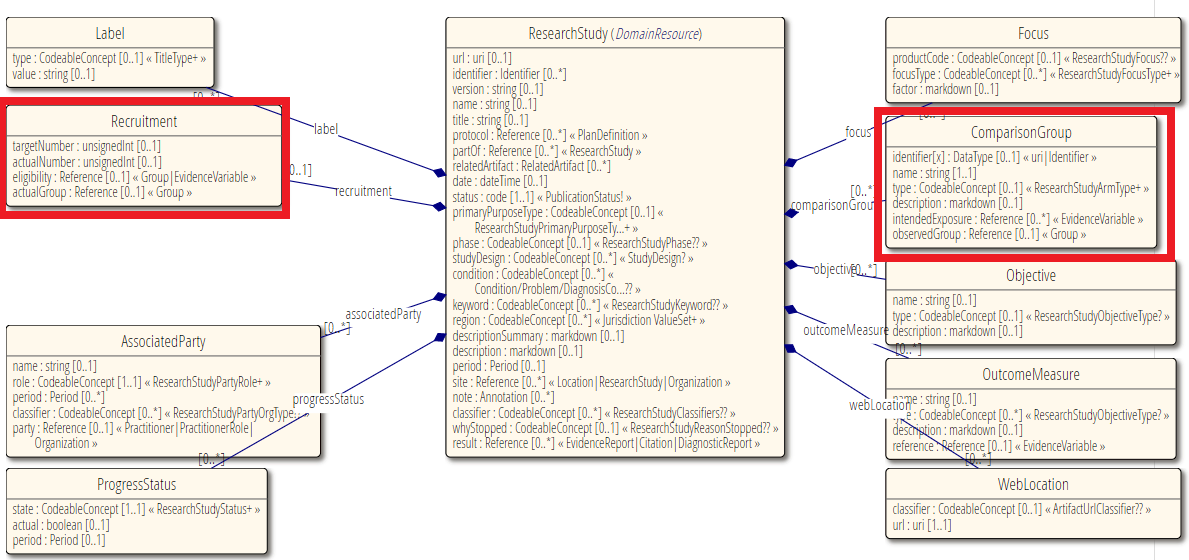 Label
type : CodeableConcept [0..1] « TitleType+ »
value : string [0..1]
[0..*]
label
Recruitment
targetNumber : unsignedInt [0..1]
actualNumber : unsignedInt [0..1]
eligibility : Reference [0..1] « Group|EvidenceVariable »
actualGroup : Reference [0..1] « Group »
0..1]
recruitment
AssociatedParty
name : string [0..1]
role : CodeableConcept [1..1] « ResearchStudyPartyRole+ »
period : Period [0..*]
classifier : CodeableConcept [0..*] « ResearchStudyPartyOrgType...
party : Reference [0..1] « Practitioner|PractitionerRole|
Organization »
[0..*]
associatedParty
progressStatus
[0..*]
ProgressStatus
state : CodeableConcept [1..1] « ResearchStudyStatus+ »
actual : boolean [0..1]
period : Period [0..1]
ResearchStudy (DomainResource)
url : uri [0..1]
identifier : Identifier [0..*]
version : string [0..1]
name : string [0..1]
title : string [0..1]
protocol : Reference [0..*] « PlanDefinition »
partOf : Reference [0..*] « ResearchStudy »
relatedArtifact : RelatedArtifact [0..*]
date : dateTime [0..1]
status : code [1..1] « PublicationStatus! »
primaryPurposeType : CodeableConcept [0..1] «
ResearchStudyPrimaryPurposeTy...+ »
phase : CodeableConcept [0..1] « ResearchStudyPhase?? »
studyDesign : CodeableConcept [0..*] « StudyDesign? »
condition : CodeableConcept [0..*] «
Condition/Problem/DiagnosisCo...?? »
keyword : CodeableConcept [0..*] « ResearchStudyKeyword?? »
region : CodeableConcept [0..*] « Jurisdiction ValueSet+ »
descriptionSummary : markdown [0..1]
description : markdown [0..1]
period : Period [0..1]
site : Reference [0..*] « Location|ResearchStudy|Organization »
note : Annotation [0..*]
classifier : CodeableConcept [0..*] « ResearchStudyClassifiers?? »
whyStopped : CodeableConcept [0..1] « ResearchStudyReasonStopped?? »
result : Reference [0..*] « EvidenceReport|Citation|DiagnosticReport »
Focus
productCode : CodeableConcept [0..1] « ResearchStudyFocus?? »
focusType : CodeableConcept [0..*] « ResearchStudyFocusType+ »
factor : markdown [0..1]
[0..*]
focus
ComparisonGroup
identifier[x] : DataType [0..1] « uri|Identifier »
name : string [1..1]
type : CodeableConcept [0..1] « ResearchStudyArmType+ »
description : markdown [0..1]
intendedExposure : Reference [0..*] « EvidenceVariable »
observedGroup : Reference [0..1] « Group »
[0..*
comparisonGrou
Objective
name : string [0..1]
type : CodeableConcept [0..1] « ResearchStudyObjectiveType? »
description : markdown [0..1]
objective
[0..*]
outcomeMeasure
[0..*]
OutcomeMeasure
name : string [0..1]
type : CodeableConcept [0..*] « ResearchStudyObjectiveType? »
description : markdown [0..1]
reference : Reference [0..1] « EvidenceVariable »
webLocation
[0..*]
WebLocation
classifier : CodeableConcept [0..1] « ArtifactUrlClassifier?? »
url : uri [1..1]